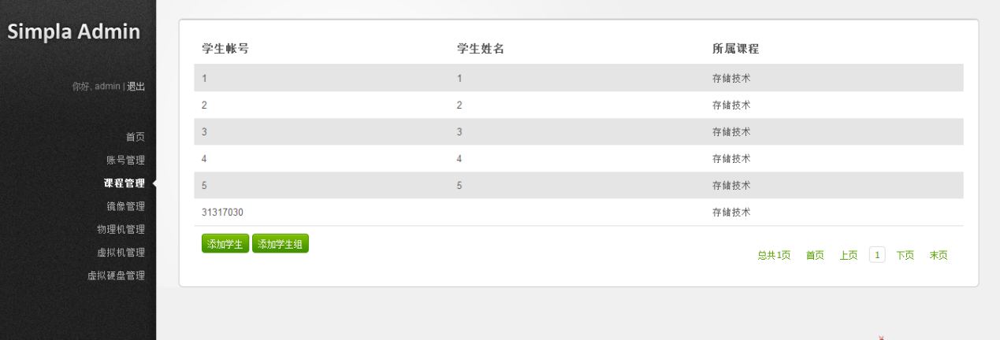 Simpla Admin
你好, admin | 退出
首页
账号管理
课程管理
镜像管理
物理机管理
虚拟机管理
虚拟硬盘管理
学生帐号 学生姓名 所属课程
1 1 存储技术
2 2 存储技术
3 3 存储技术
4 4 存储技术
5 5 存储技术
31317030 存储技术
添加学生 添加学生组
总共1页 首页 上页 1 下页 末页